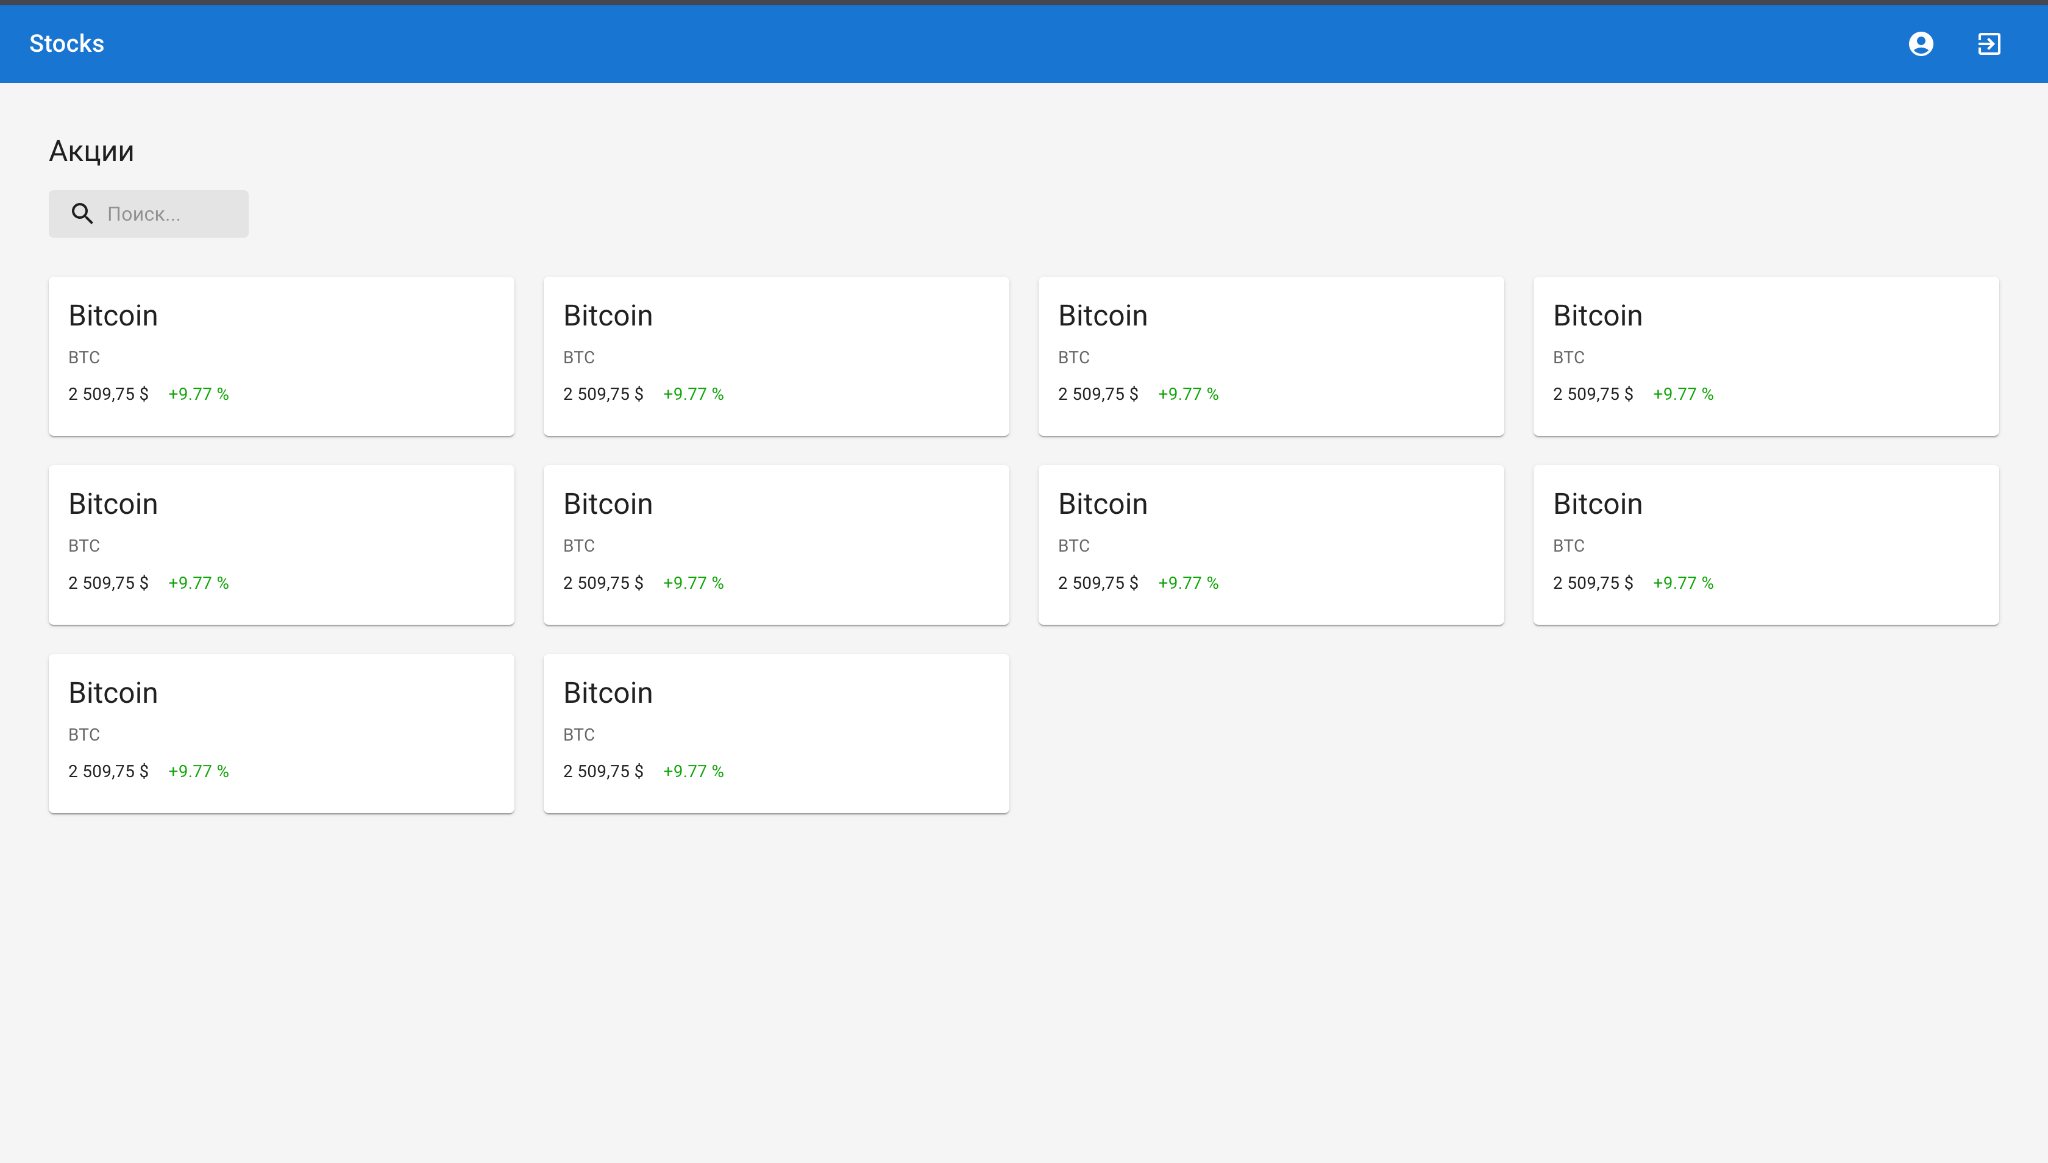 Stocks
Акции
Поиск...
Bitcoin
BTC
2 509,75 $ +9.77 %
Bitcoin
BTC
2 509,75 $ +9.77 %
Bitcoin
BTC
2 509,75 $ +9.77 %
Bitcoin
BTC
2 509,75 $ +9.77 %
Bitcoin
BTC
2 509,75 $ +9.77 %
Bitcoin
BTC
2 509,75 $ +9.77 %
Bitcoin
BTC
2 509,75 $ +9.77 %
Bitcoin
BTC
2 509,75 $ +9.77 %
Bitcoin
BTC
2 509,75 $ +9.77 %
Bitcoin
BTC
2 509,75 $ +9.77 %